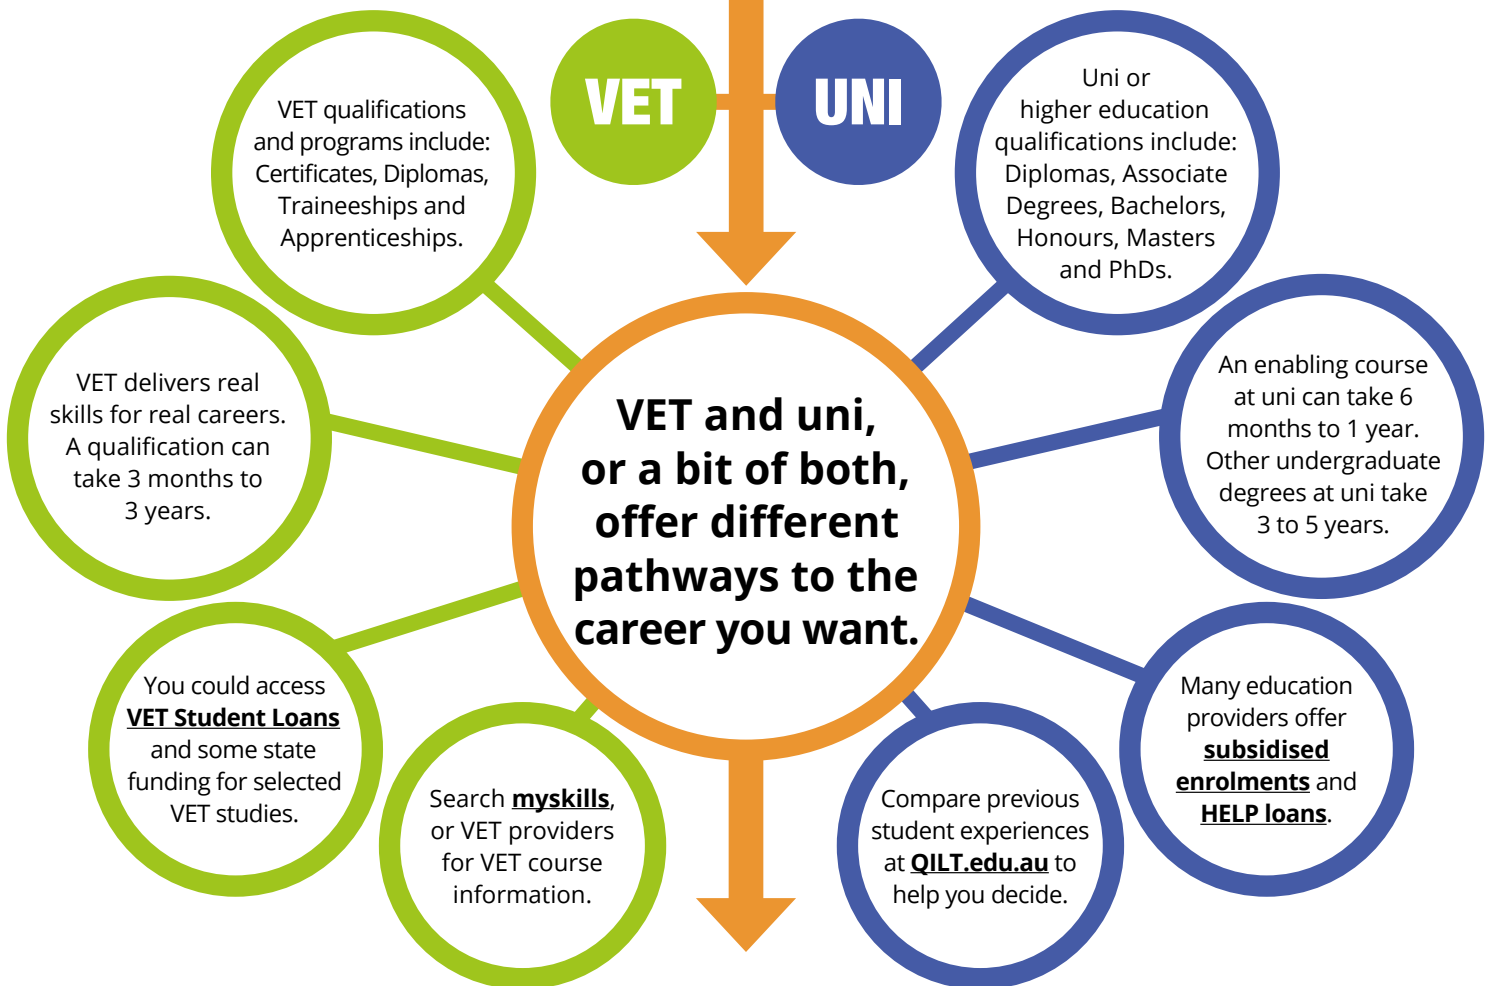 VET
UNI
VET qualifications
and programs include:
Certificates, Diplomas,
Traineeships and
Apprenticeships.
Uni or
higher education
qualifications include:
Diplomas, Associate
Degrees, Bachelors,
Honours, Masters
and PhDs.
VET delivers real
skills for real careers.
A qualification can
take 3 months to
3 years.
VET and uni,
or a bit of both,
offer different
pathways to the
career you want.
An enabling course
at uni can take 6
months to 1 year.
Other undergraduate
degrees at uni take
3 to 5 years.
You could access
VET Student Loans
and some state
funding for selected
VET studies.
Search myskills,
or VET providers
for VET course
information.
Compare previous
student experiences
at QILT.edu.au to
help you decide.
Many education
providers offer
subsidised
enrolments and
HELP loans.